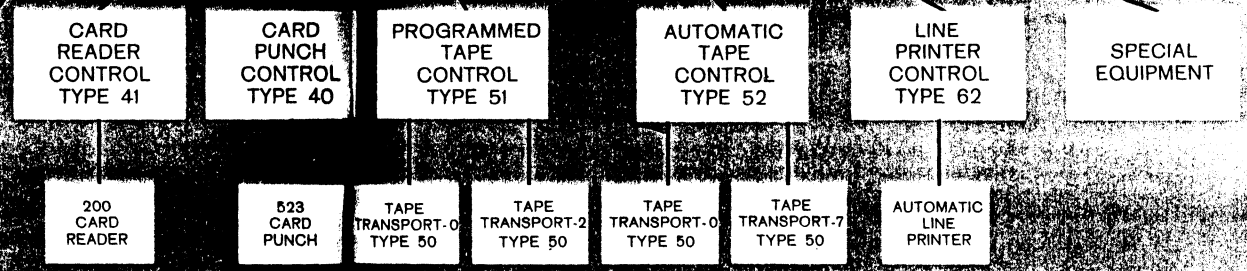 CARD
READER
CONTROL
TYPE 41
CARD
PUNCH
CONTROL
TYPE 40
PROGRAMMED
TAPE
CONTROL
TYPE 51
AUTOMATIC
TAPE
CONTROL
TYPE 52
LINE
PRINTER
CONTROL
TYPE 62
SPECIAL
EQUIPMENT
200
CARD
READER
523
CARD
PUNCH
TAPE
TRANSPORT-0
TYPE 50
TAPE
TRANSPORT-2
TYPE 50
TAPE
TRANSPORT-0
TYPE 50
TAPE
TRANSPORT-7
TYPE 50
AUTOMATIC
LINE
PRINTER